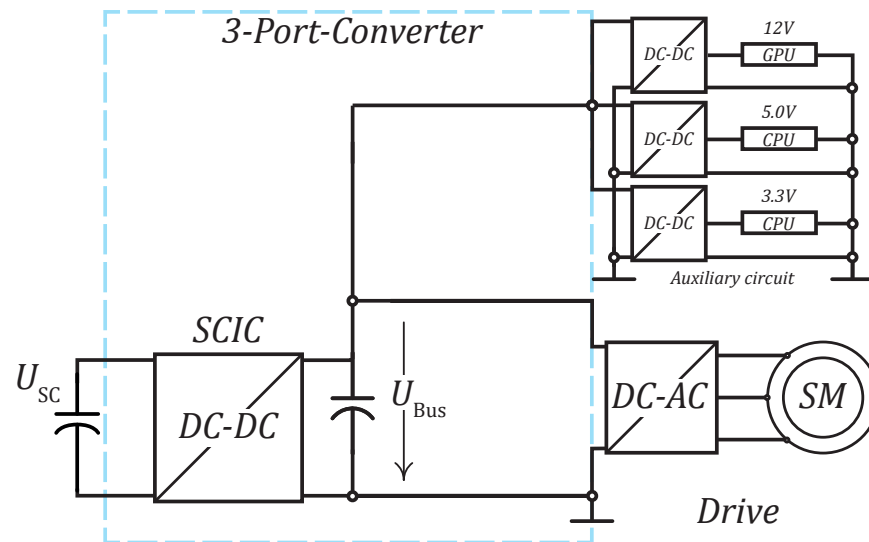 3-Port-Converter
12V
DC-DC
GPU
5.0V
DC-DC
CPU
3.3V
DC-DC
CPU
Auxiliary circuit
SCIC
U_SC
DC-DC
U_Bus
DC-AC
SM
Drive